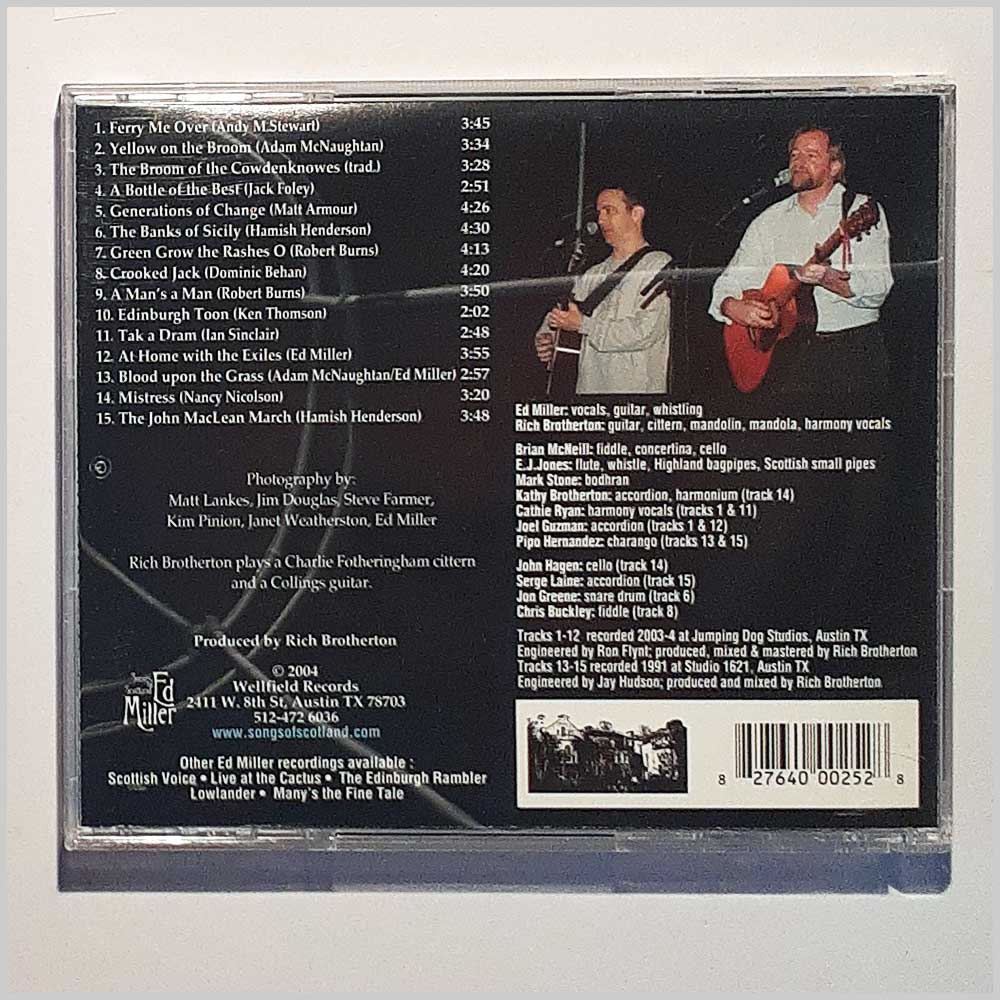 1. Ferry Me Over (Andy M.Stewart) 3:45
2. Yellow on the Broom (Adam McNaughtan) 3:34
3. The Broom of the Cowdenknowes (trad.) 3:28
4. A Bottle of the Best (Jack Foley) 2:51
5. Generations of Change (Matt Armour) 4:26
6. The Banks of Sicily (Hamish Henderson) 4:30
7. Green Grow the Rashes O (Robert Burns) 4:13
8. Crooked Jack (Dominic Behan) 4:20
9. A Man's a Man (Robert Burns) 3:50
10. Edinburgh Toon (Ken Thomson) 2:02
11. Tak a Dram (Ian Sinclair) 2:48
12. At Home with the Exiles (Ed Miller) 3:55
13. Blood upon the Grass (Adam McNaughtan/Ed Miller) 2:57
14. Mistress (Nancy Nicolson) 3:20
15. The John MacLean March (Hamish Henderson) 3:48
Photography by:
Matt Lankes, Jim Douglas, Steve Farmer,
Kim Pinion, Janet Weatherston, Ed Miller
Rich Brotherton plays a Charlie Fotheringham cittern
and a Collings guitar.
Produced by Rich Brotherton
© 2004
Wellfield Records
2411 W. 8th St, Austin TX 78703
512-472 6036
www.songsofscotland.com
Songs of Scotland
Ed
Miller
Other Ed Miller recordings available :
Scottish Voice • Live at the Cactus • The Edinburgh Rambler
Lowlander • Many's the Fine Tale
Ed Miller: vocals, guitar, whistling
Rich Brotherton: guitar, cittern, mandolin, mandola, harmony vocals
Brian McNeill: fiddle, concertina, cello
E.J.Jones: flute, whistle, Highland bagpipes, Scottish small pipes
Mark Stone: bodhran
Kathy Brotherton: accordion, harmonium (track 14)
Cathie Ryan: harmony vocals (tracks 1 & 11)
Joel Guzman: accordion (tracks 1 & 12)
Pipo Hernandez: charango (tracks 13 & 15)
John Hagen: cello (track 14)
Serge Laine: accordion (track 15)
Jon Greene: snare drum (track 6)
Chris Buckley: fiddle (track 8)
Tracks 1-12 recorded 2003-4 at Jumping Dog Studios, Austin TX
Engineered by Ron Flynt; produced, mixed & mastered by Rich Brotherton
Tracks 13-15 recorded 1991 at Studio 1621, Austin TX
Engineered by Jay Hudson; produced and mixed by Rich Brotherton
8 27640 00252 8